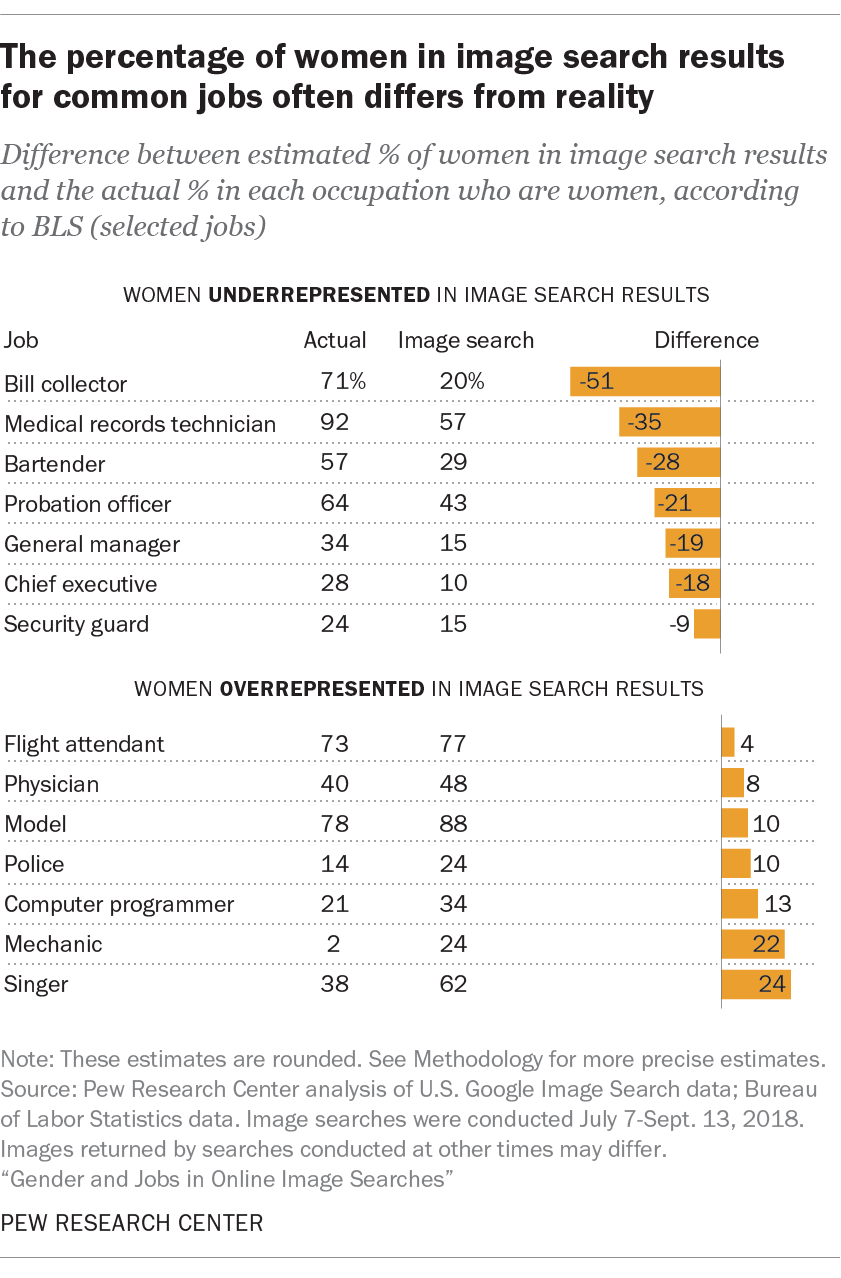 The percentage of women in image search results
for common jobs often differs from reality
Difference between estimated % of women in image search results
and the actual % in each occupation who are women, according
to BLS (selected jobs)
WOMEN UNDERREPRESENTED IN IMAGE SEARCH RESULTS
Job Actual Image search Difference
Bill collector 71% 20% -51
Medical records technician 92 57 -35
Bartender 57 29 -28
Probation officer 64 43 -21
General manager 34 15 -19
Chief executive 28 10 -18
Security guard 24 15 -9
WOMEN OVERREPRESENTED IN IMAGE SEARCH RESULTS
Flight attendant 73 77 4
Physician 40 48 8
Model 78 88 10
Police 14 24 10
Computer programmer 21 34 13
Mechanic 2 24 22
Singer 38 62 24
Note: These estimates are rounded. See Methodology for more precise estimates.
Source: Pew Research Center analysis of U.S. Google Image Search data; Bureau
of Labor Statistics data. Image searches were conducted July 7-Sept. 13, 2018.
Images returned by searches conducted at other times may differ.
“Gender and Jobs in Online Image Searches”
PEW RESEARCH CENTER